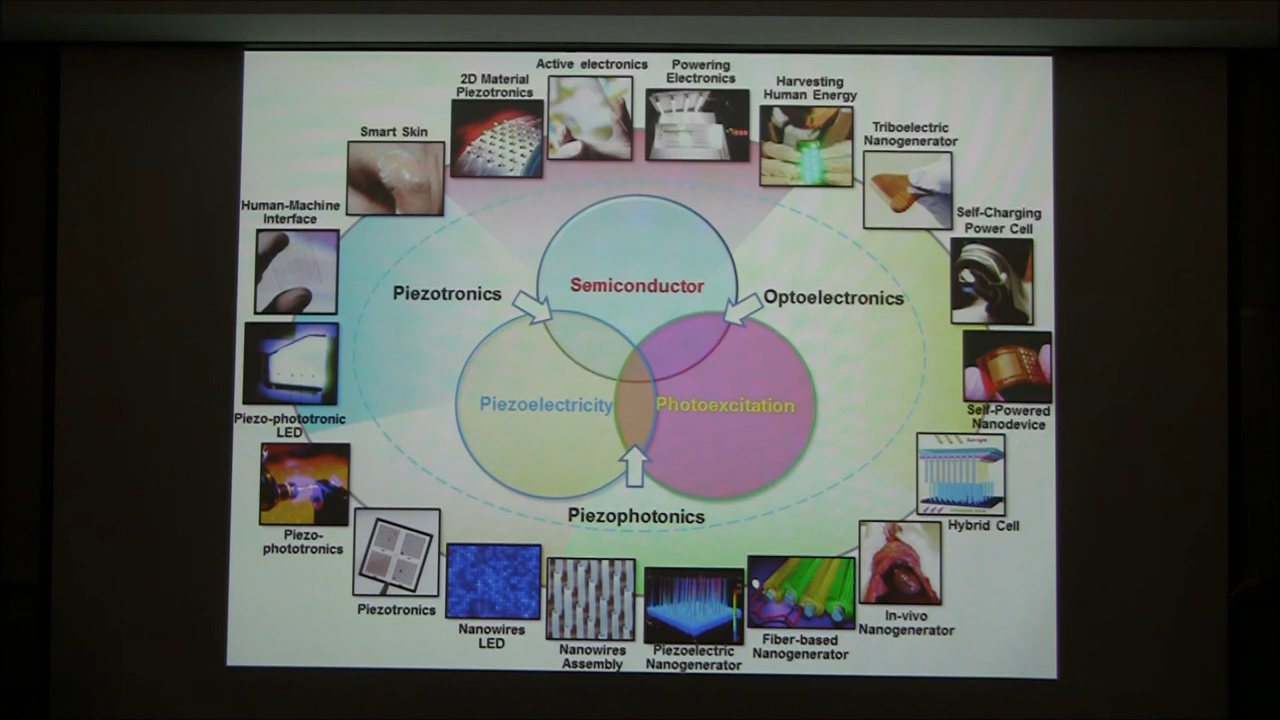 Active electronics
Powering
Electronics
2D Material
Piezotronics
Harvesting
Human Energy
Smart Skin
Triboelectric
Nanogenerator
Human-Machine
Interface
Self-Charging
Power Cell
Piezotronics
Semiconductor
Optoelectronics
Piezoelectricity
Photoexcitation
Piezophotonics
Piezo-phototronic
LED
Self-Powered
Nanodevice
Hybrid Cell
Piezo-
phototronics
Piezotronics
Nanowires
LED
Nanowires
Assembly
Piezoelectric
Nanogenerator
Fiber-based
Nanogenerator
In-vivo
Nanogenerator